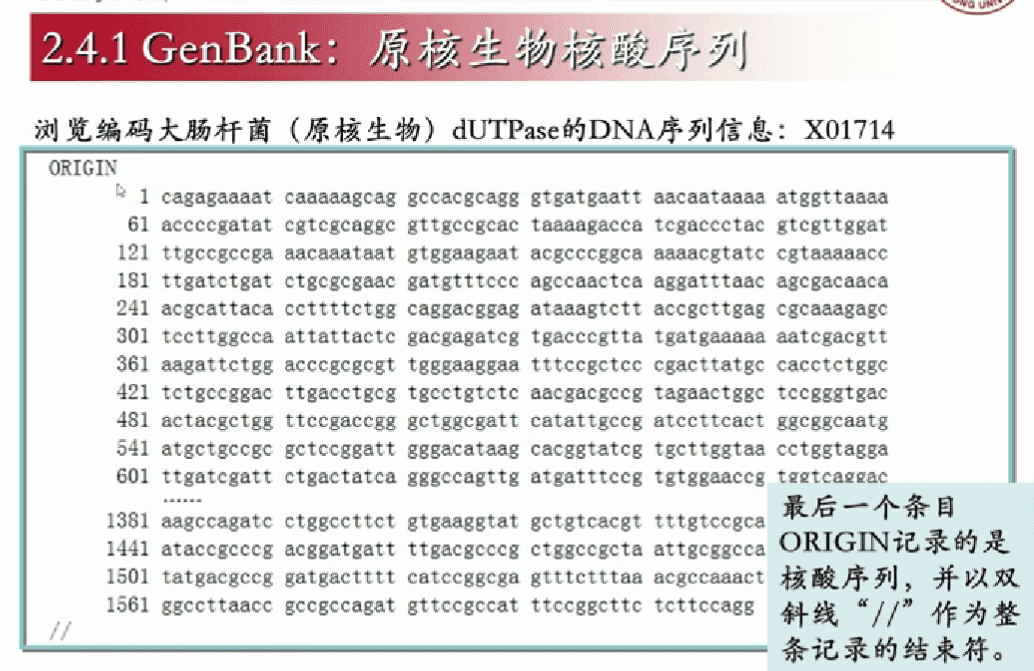 2.4.1 GenBank：原核生物核酸序列
浏览编码大肠杆菌（原核生物）dUTPase的DNA序列信息：X01714
ORIGIN
1 cagagaaaat caaaaagcag gccacgcagg gtgatgaatt aacaataaaa atggttaaaa
61 accccgatat cgtcgcaggc gttgccgcac taaaagacca tcgaccctac gtcgttggat
121 ttgccgccga aacaaataat gtggaagaat acgcccggca aaaacgtatc cgtaaaaacc
181 ttgatctgat ctgcgcgaac gatgtttccc agccaactca aggatttaac agcgacaaca
241 acgcattaca ccttttctgg caggacggag ataaagtctt accgcttgag cgcaaagagc
301 tccttggcca attattactc gacgagatcg tgacccgtta tgatgaaaaa aatcgacgtt
361 aagattctgg acccgcgcgt tgggaaggaa tttccgctcc cgacttatgc cacctctggc
421 tctgccggac ttgacctgcg tgcctgtctc aacgacgccg tagaactggc tccgggtgac
481 actacgctgg ttccgaccgg gctggcgatt catattgccg atccttcact ggcggcaatg
541 atgctgccgc gctccggatt gggacataag cacggtatcg tgcttggtaa cctggtagga
601 ttgatcgatt ctgactatca gggccagttg atgatttccg tgtggaaccg tggtcaggac
......
1381 aagccagatc ctggccttct gtgaaggtat gctgtcacgt tttgtccgca
1441 ataccgcccg acggatgatt ttgacgcccg ctggccgcta attgcggcca
1501 tatgacgccg gatgactttt catccggcga gtttctttaa acgccaaact
1561 ggccttaacc gccgccagat gttccgccat ttccggcttc tcttccagg
//
最后一个条目
ORIGIN记录的是
核酸序列，并以双
斜线“//”作为整
条记录的结束符。